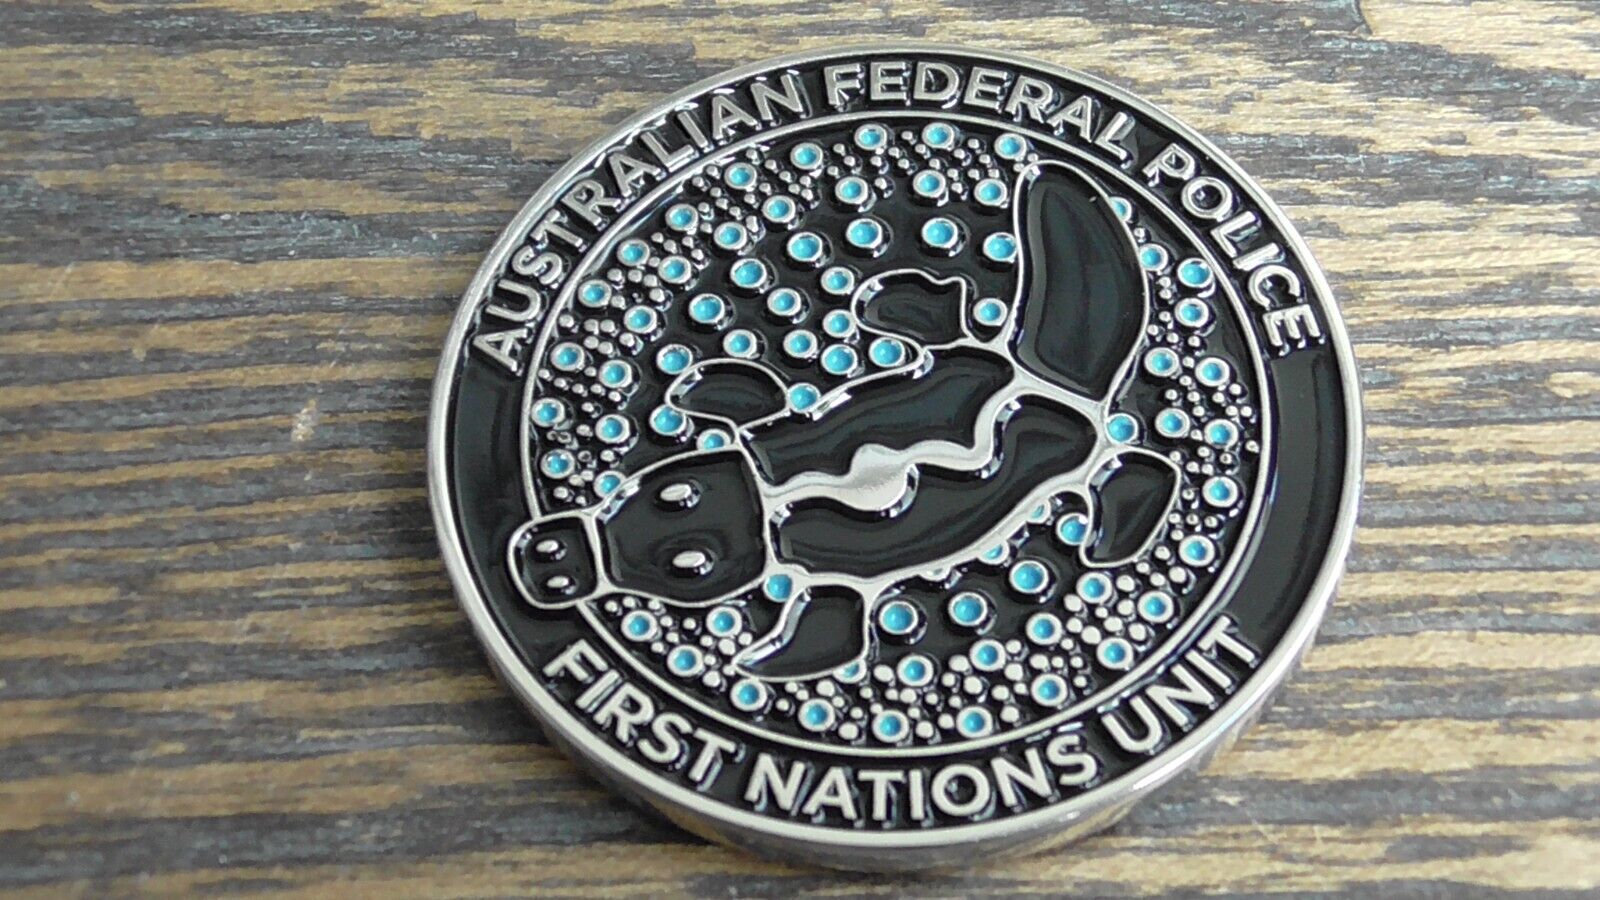 AUSTRALIAN FEDERAL POLICE
FIRST NATIONS UNIT